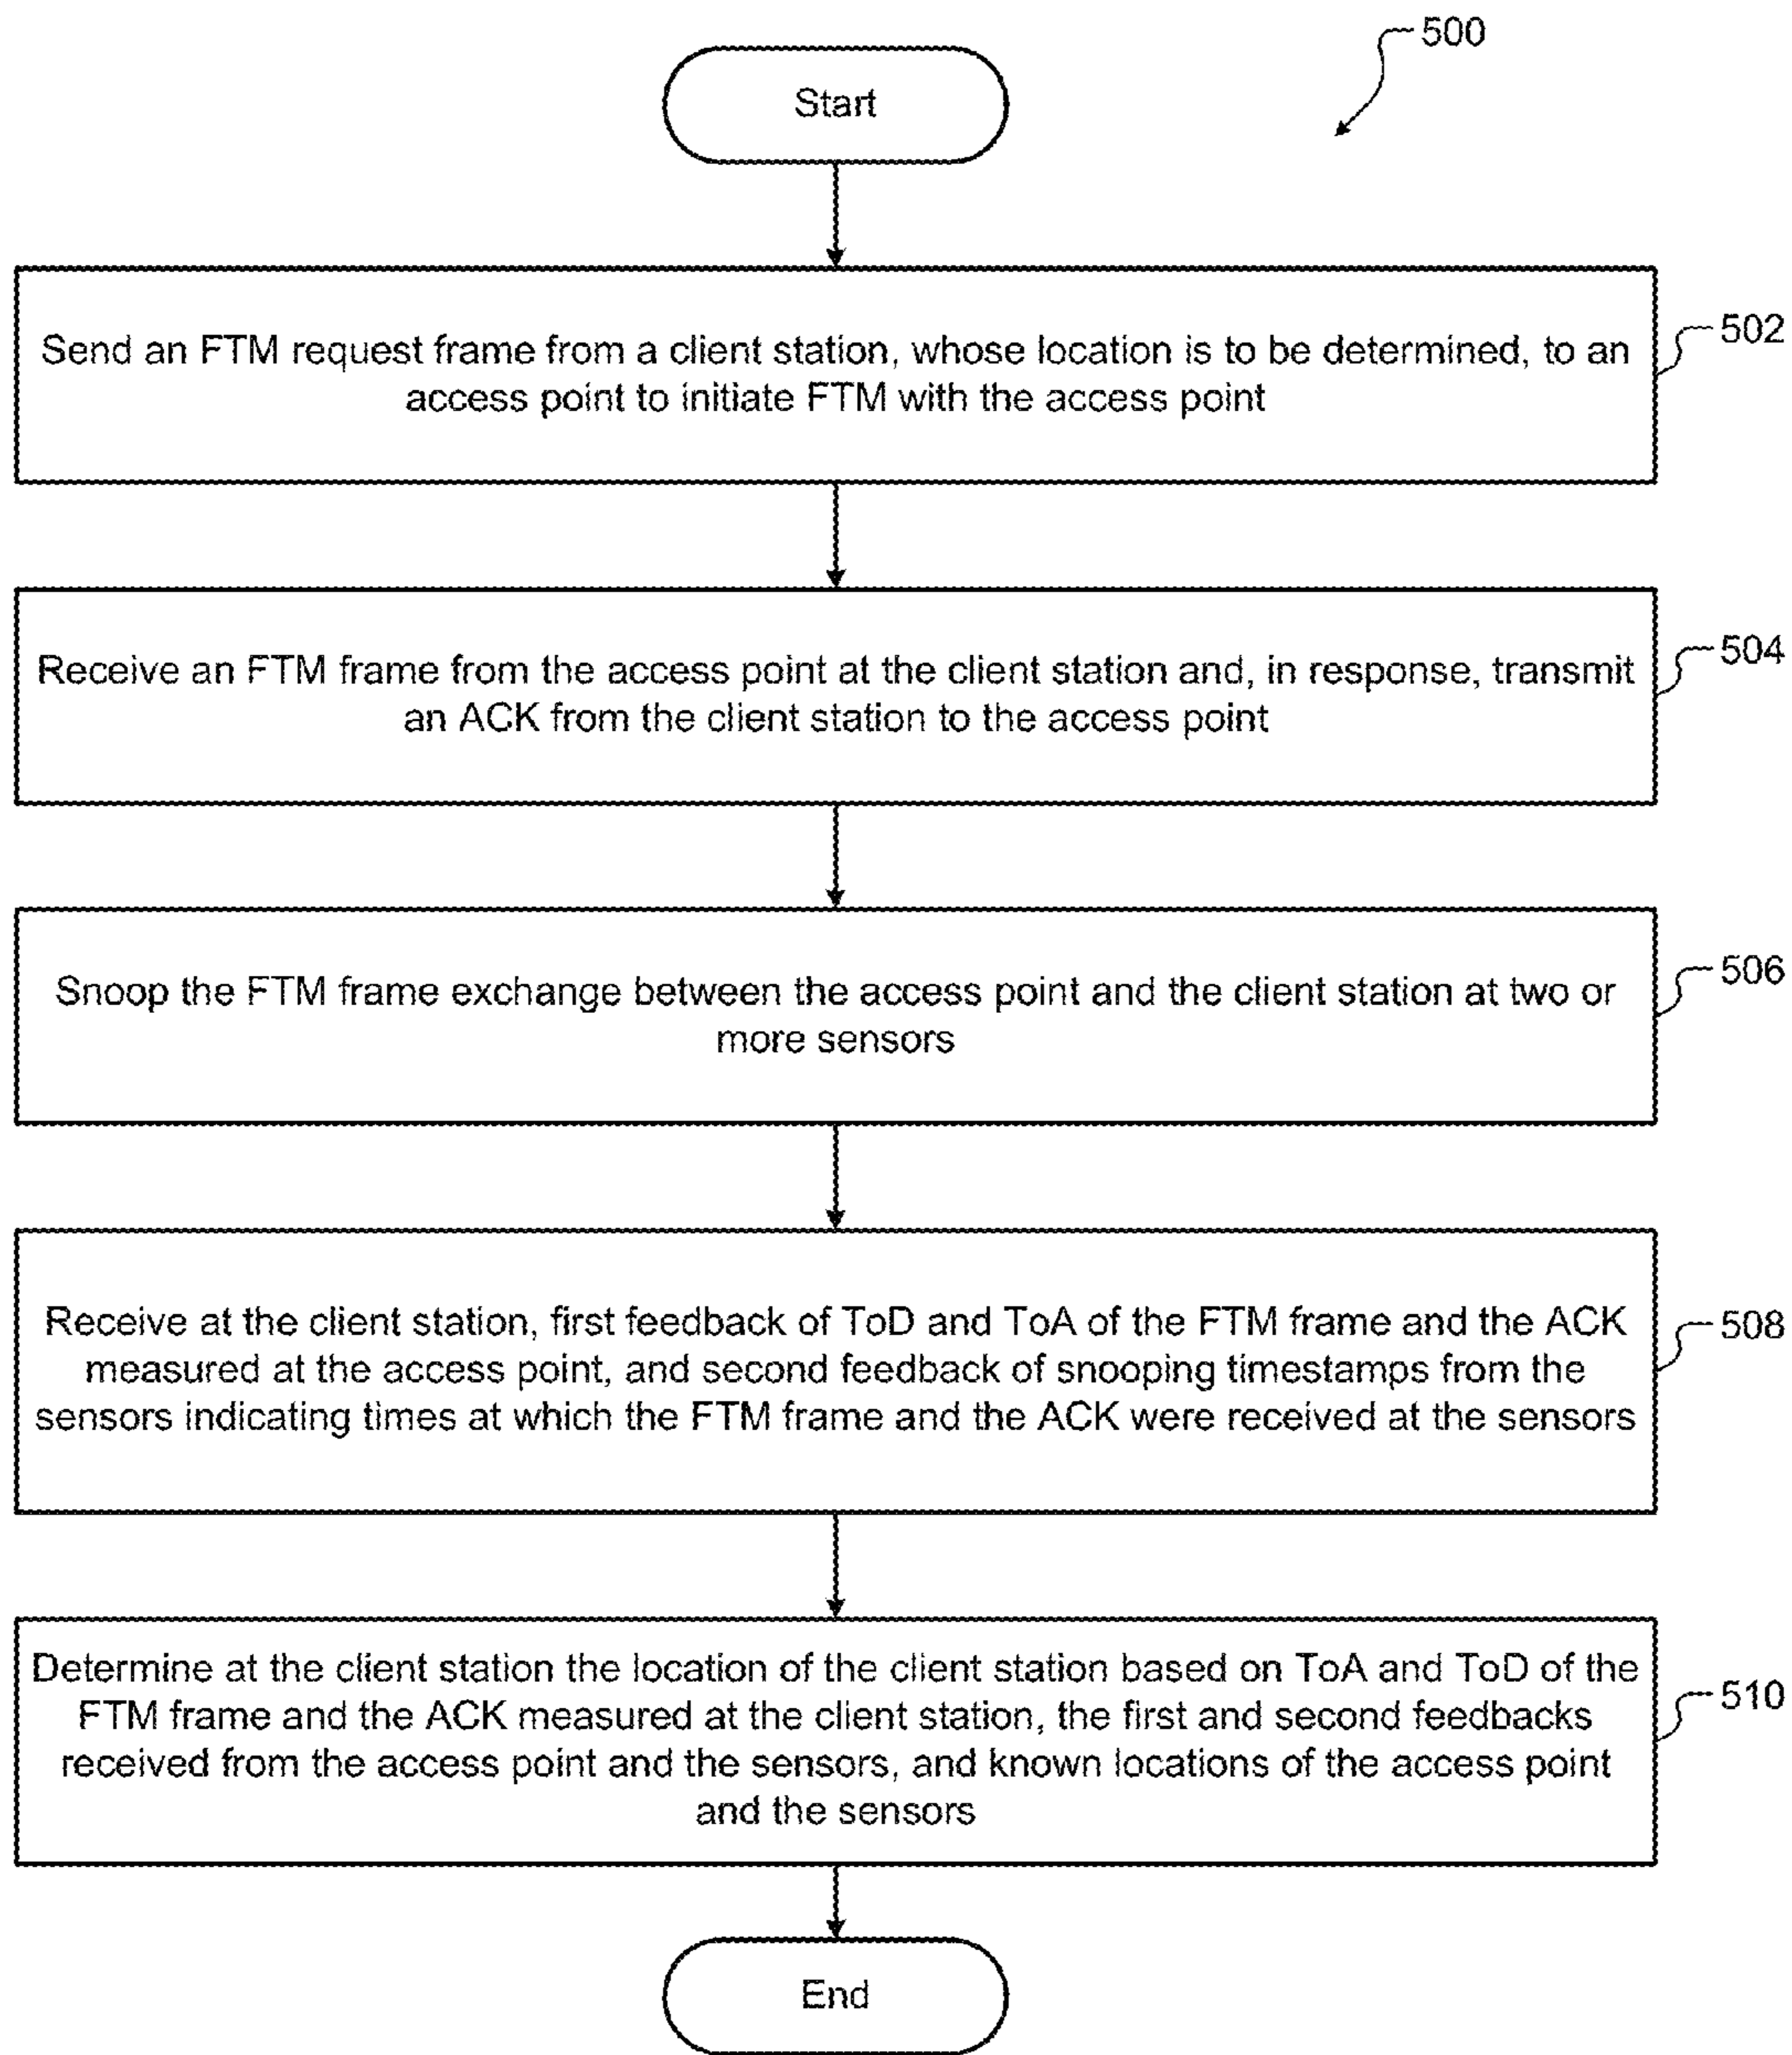 500
Start
Send an FTM request frame from a client station, whose location is to be determined, to an
access point to initiate FTM with the access point
502
Receive an FTM frame from the access point at the client station and, in response, transmit
an ACK from the client station to the access point
504
Snoop the FTM frame exchange between the access point and the client station at two or
more sensors
506
Receive at the client station, first feedback of ToD and ToA of the FTM frame and the ACK
measured at the access point, and second feedback of snooping timestamps from the
sensors indicating times at which the FTM frame and the ACK were received at the sensors
508
Determine at the client station the location of the client station based on ToA and ToD of the
FTM frame and the ACK measured at the client station, the first and second feedbacks
received from the access point and the sensors, and known locations of the access point
and the sensors
510
End